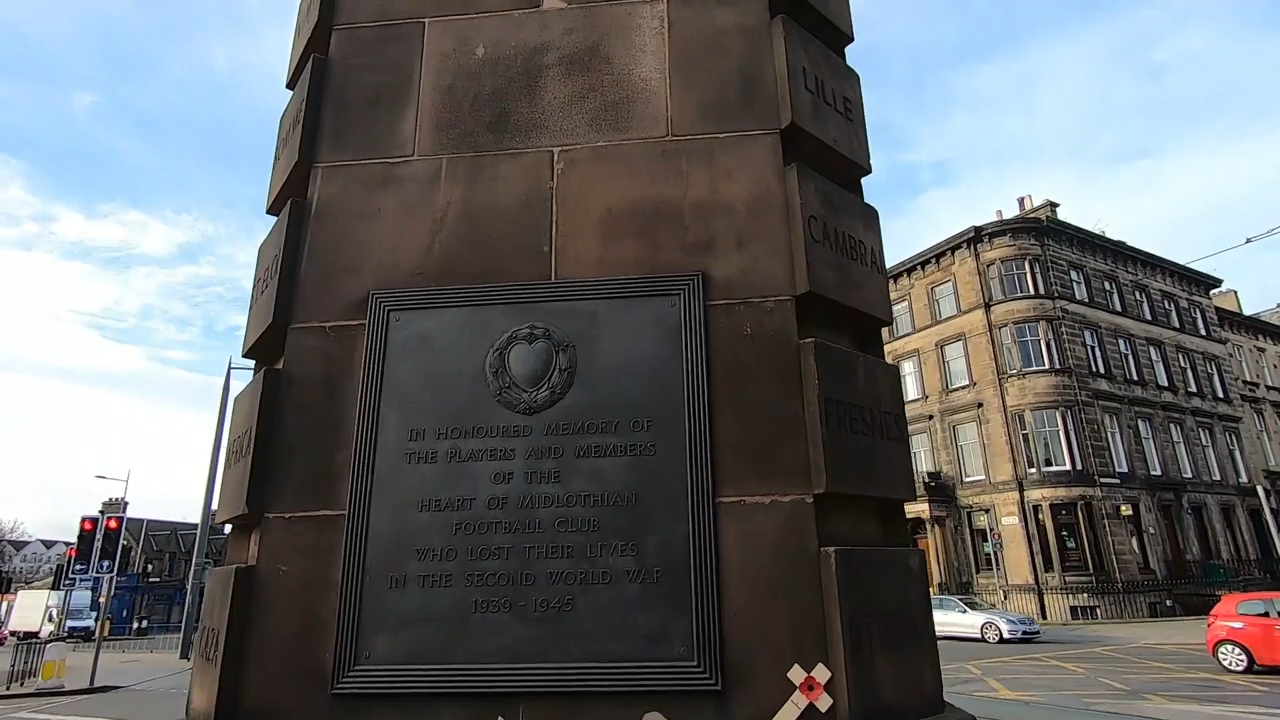 LILLE
CAMBRAI
FRESNES
AFRICA
GAZA
IN HONOURED MEMORY OF
THE PLAYERS AND MEMBERS
OF THE
HEART OF MIDLOTHIAN
FOOTBALL CLUB
WHO LOST THEIR LIVES
IN THE SECOND WORLD WAR
1939 - 1945